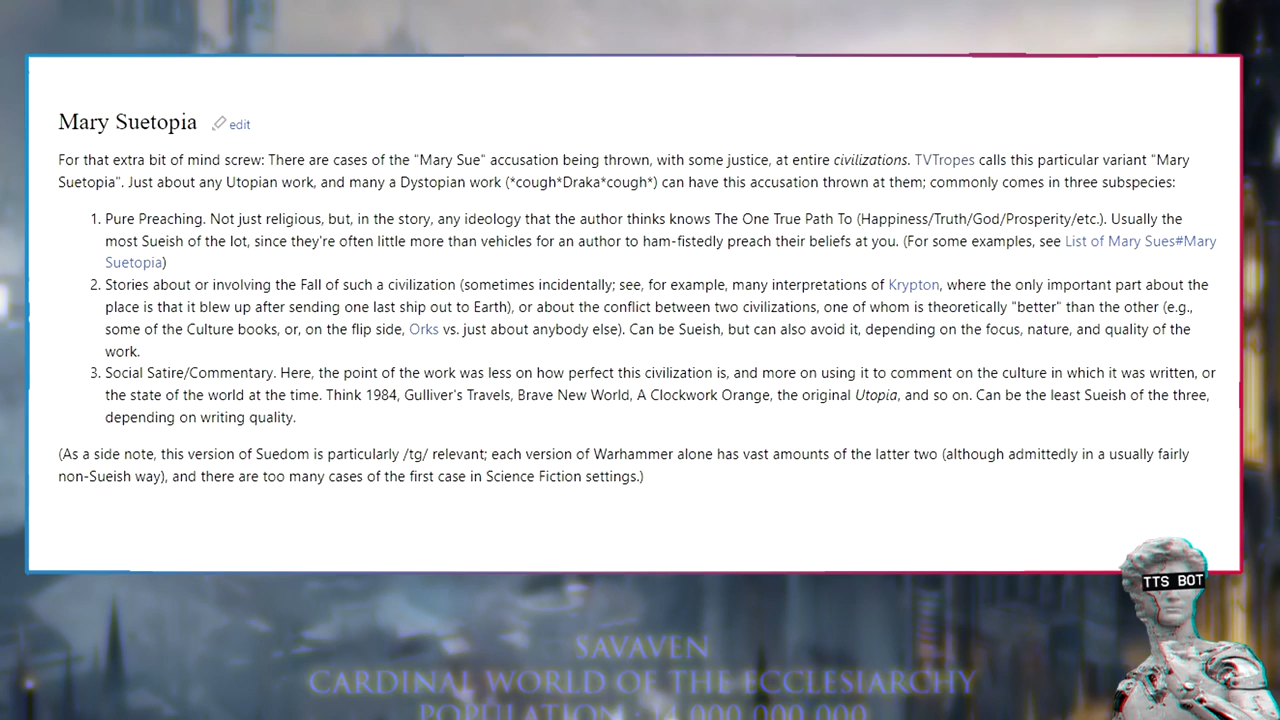 Mary Suetopia edit
For that extra bit of mind screw: There are cases of the "Mary Sue" accusation being thrown, with some justice, at entire civilizations. TVTropes calls this particular variant "Mary
Suetopia". Just about any Utopian work, and many a Dystopian work (*cough*Draka*cough*) can have this accusation thrown at them; commonly comes in three subspecies:
1. Pure Preaching. Not just religious, but, in the story, any ideology that the author thinks knows The One True Path To (Happiness/Truth/God/Prosperity/etc.). Usually the
most Sueish of the lot, since they're often little more than vehicles for an author to ham-fistedly preach their beliefs at you. (For some examples, see List of Mary Sues#Mary
Suetopia)
2. Stories about or involving the Fall of such a civilization (sometimes incidentally; see, for example, many interpretations of Krypton, where the only important part about the
place is that it blew up after sending one last ship out to Earth), or about the conflict between two civilizations, one of whom is theoretically "better" than the other (e.g.,
some of the Culture books, or, on the flip side, Orks vs. just about anybody else). Can be Sueish, but can also avoid it, depending on the focus, nature, and quality of the
work.
3. Social Satire/Commentary. Here, the point of the work was less on how perfect this civilization is, and more on using it to comment on the culture in which it was written, or
the state of the world at the time. Think 1984, Gulliver's Travels, Brave New World, A Clockwork Orange, the original Utopia, and so on. Can be the least Sueish of the three,
depending on writing quality.
(As a side note, this version of Suedom is particularly /tg/ relevant; each version of Warhammer alone has vast amounts of the latter two (although admittedly in a usually fairly
non-Sueish way), and there are too many cases of the first case in Science Fiction settings.)
TTS BOT
SAVAVEN
CARDINAL WORLD OF THE ECCLESIARCHY
POPULATION : 14 000 000 000